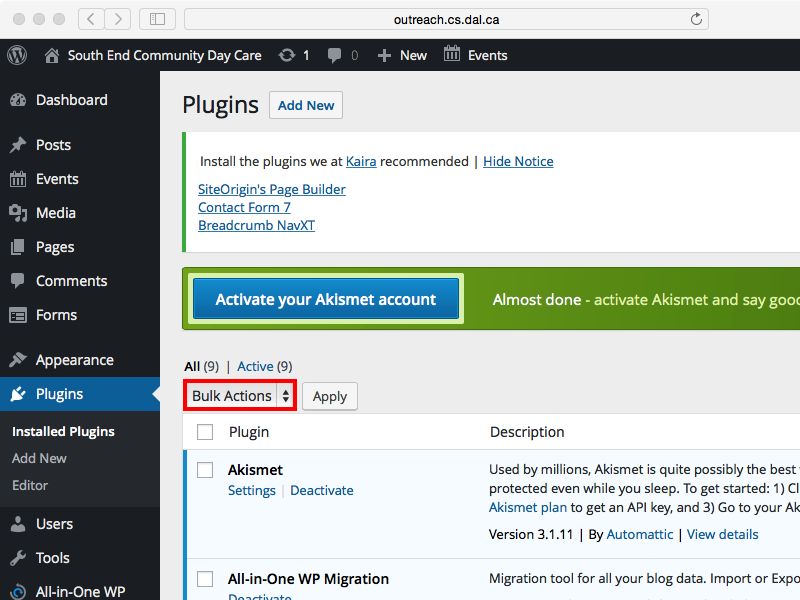 outreach.cs.dal.ca
South End Community Day Care 1 0 New Events
Dashboard
Posts
Events
Media
Pages
Comments
Forms
Appearance
Plugins
Installed Plugins
Add New
Editor
Users
Tools
All-in-One WP
Plugins Add New
Install the plugins we at Kaira recommended | Hide Notice
SiteOrigin's Page Builder
Contact Form 7
Breadcrumb NavXT
Activate your Akismet account
Almost done - activate Akismet and say
All (9) | Active (9)
Bulk Actions Apply
Plugin Description
Akismet
Settings | Deactivate
Used by millions, Akismet is quite possibly the best
protected even while you sleep. To get started: 1)
Akismet plan to get an API key, and 3) Go to your
Version 3.1.11 | By Automattic | View details
All-in-One WP Migration
Deactivate
Migration tool for all your blog data. Import or